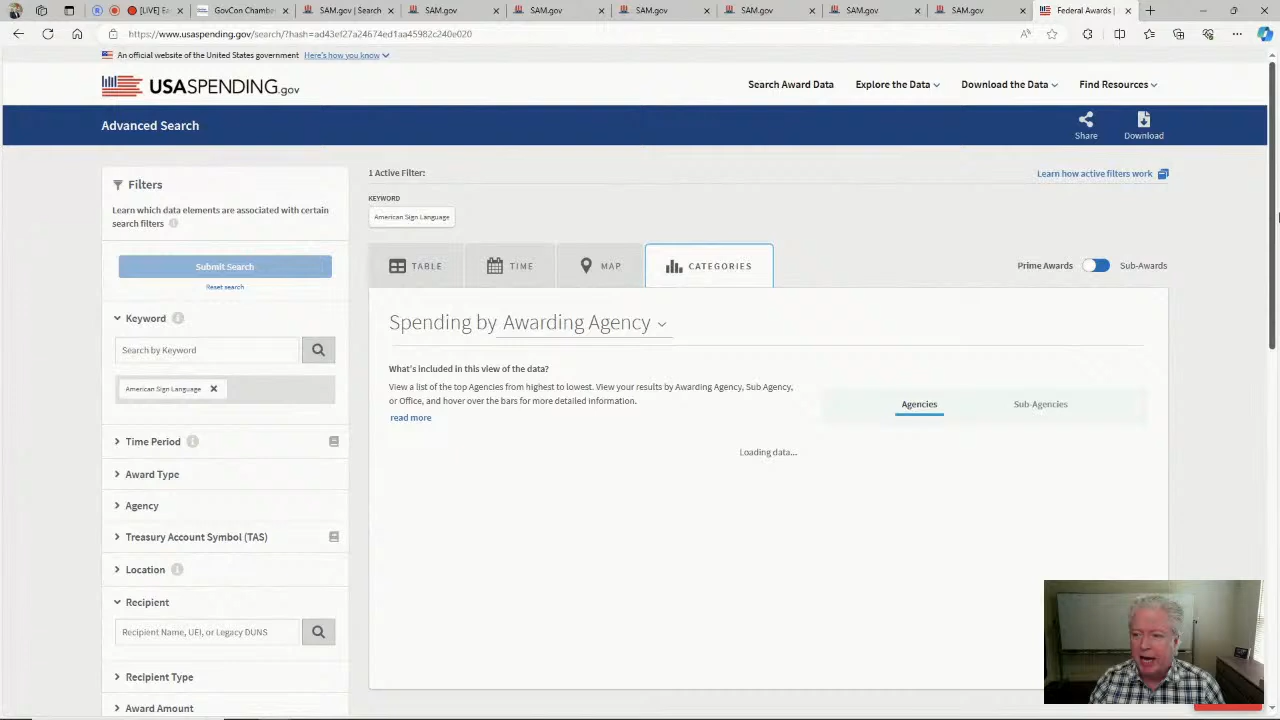 [LIVE] Ea
GovCon Chamber
SAM.gov | Search
SAM.gov
SAM.gov
SAM.gov
SAM.gov
SAM.gov
SAM.gov
Federal Awards |
https://www.usaspending.gov/search/?hash=ad43ef27a24674ed1aa45982c240e020
An official website of the United States government Here's how you know
USASPENDING.gov
Search Award Data
Explore the Data
Download the Data
Find Resources
Advanced Search
Share
Download
Filters
Learn which data elements are associated with certain
search filters
Submit Search
Reset search
Keyword
Search by Keyword
American Sign Language
Time Period
Award Type
Agency
Treasury Account Symbol (TAS)
Location
Recipient
Recipient Name, UEI, or Legacy DUNS
Recipient Type
Award Amount
1 Active Filter:
Learn how active filters work
KEYWORD
American Sign Language
TABLE
TIME
MAP
CATEGORIES
Prime Awards
Sub-Awards
Spending by Awarding Agency
What's included in this view of the data?
View a list of the top Agencies from highest to lowest. View your results by Awarding Agency, Sub Agency,
or Office, and hover over the bars for more detailed information.
read more
Agencies
Sub-Agencies
Loading data...